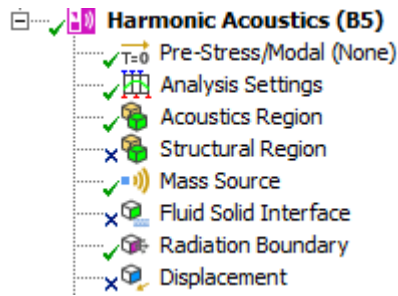 Harmonic Acoustics (B5)
T=0 Pre-Stress/Modal (None)
Analysis Settings
Acoustics Region
Structural Region
Mass Source
Fluid Solid Interface
Radiation Boundary
Displacement